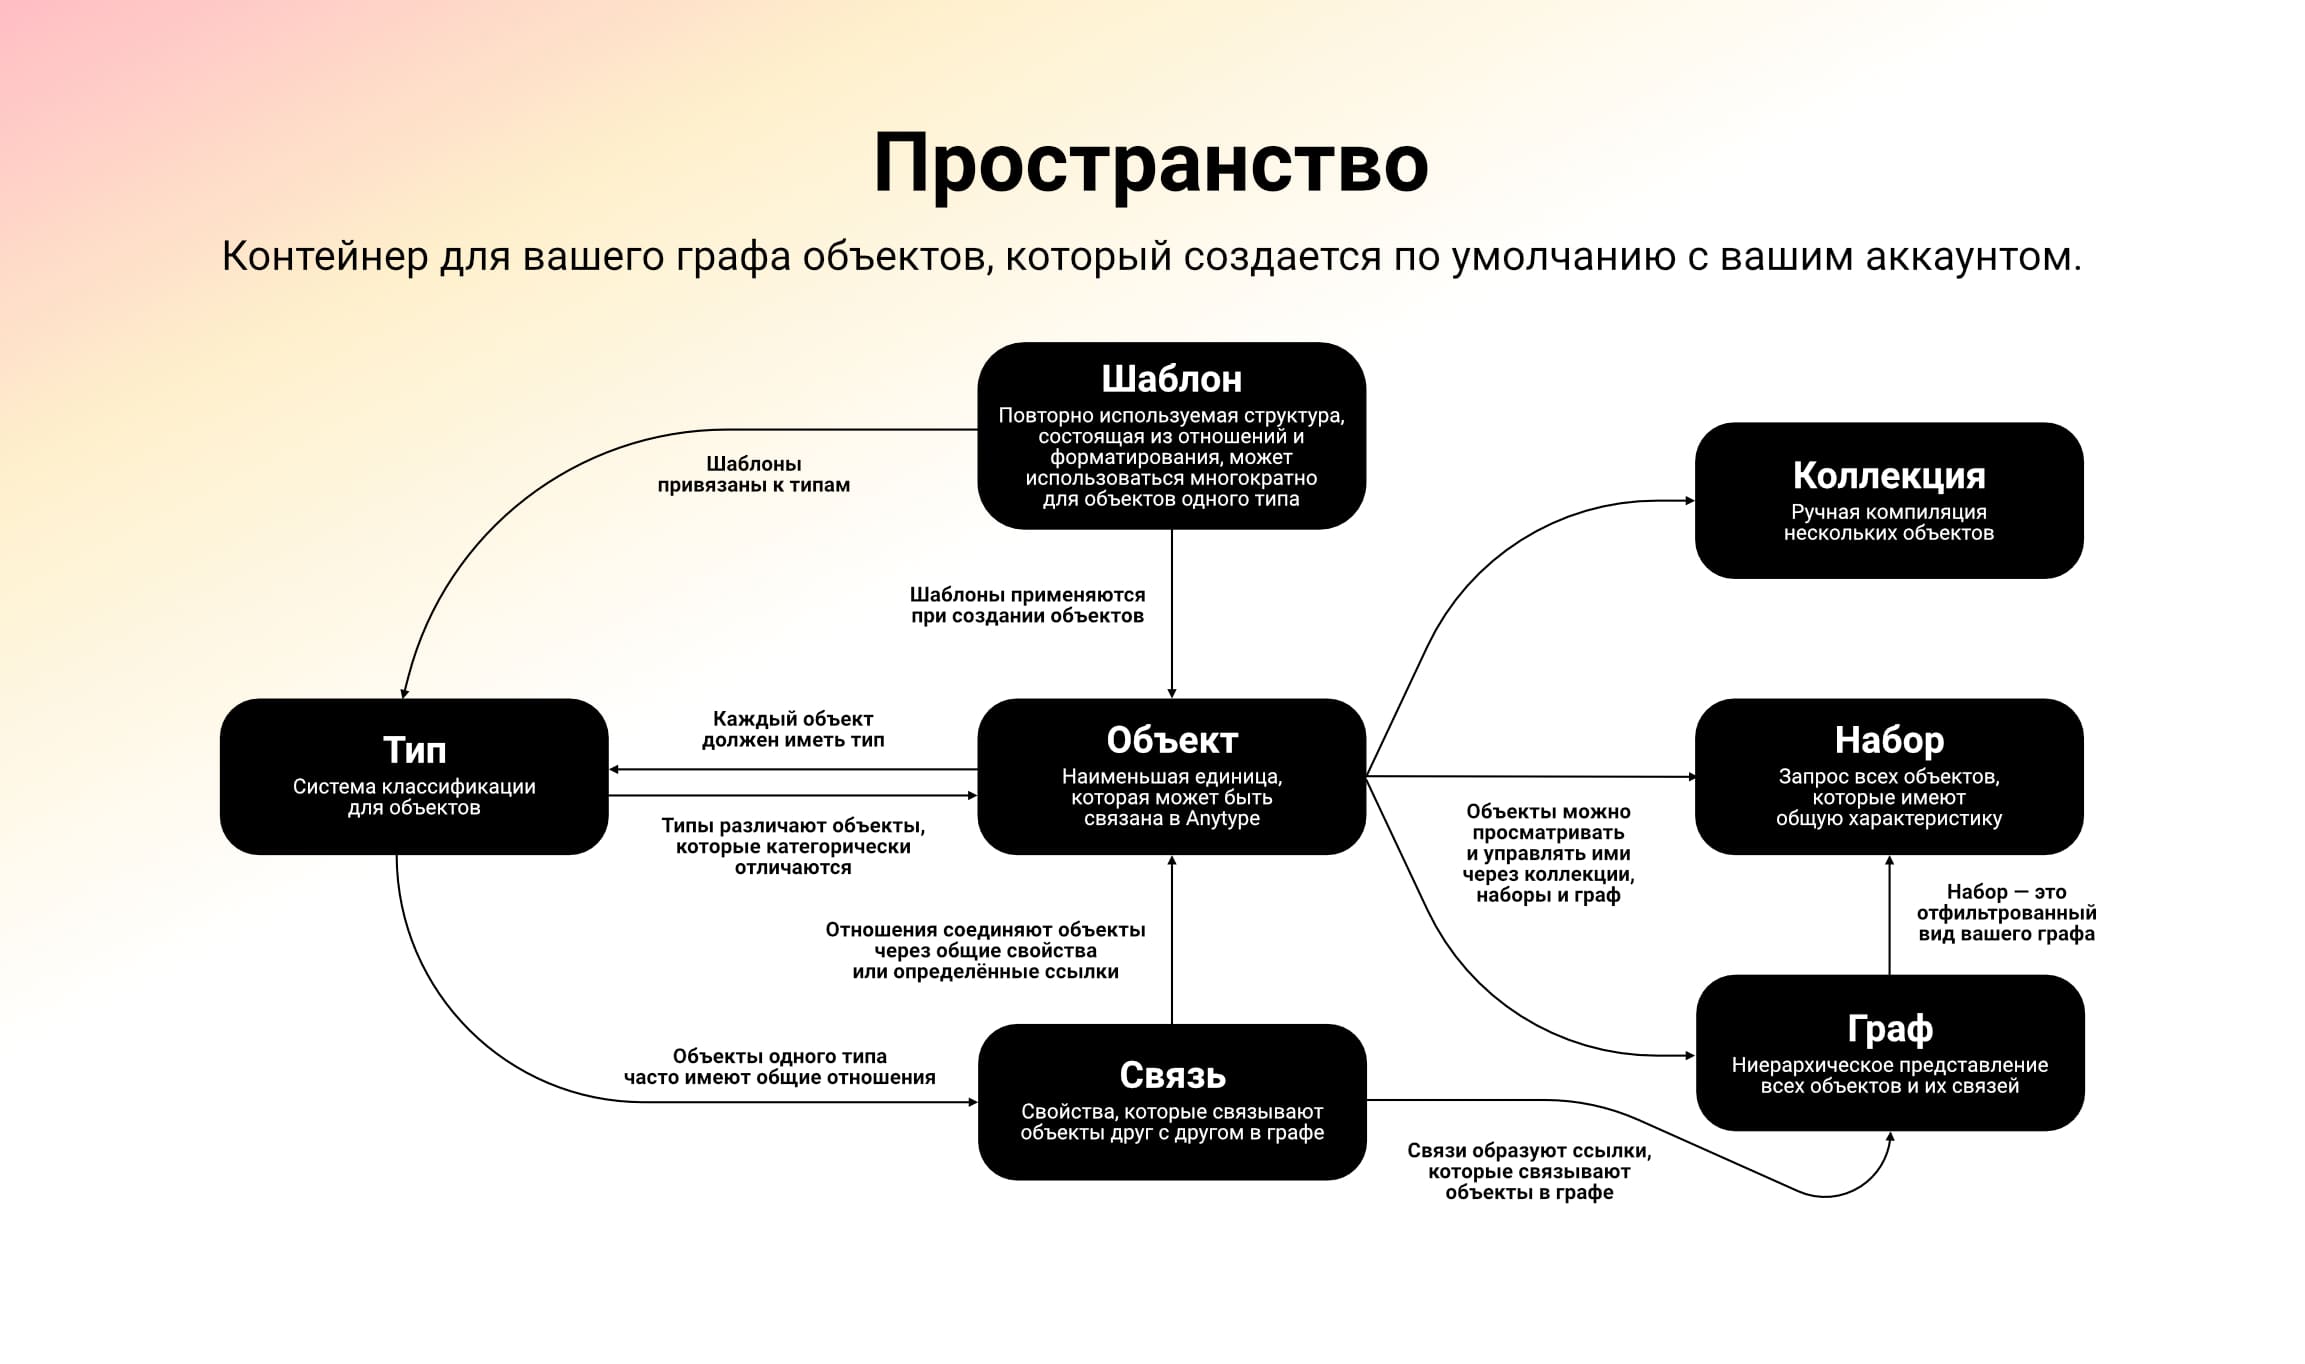 Пространство
Контейнер для вашего графа объектов, который создается по умолчанию с вашим аккаунтом.
Шаблон
Повторно используемая структура,
состоящая из отношений и
форматирования, может
использоваться многократно
для объектов одного типа
Шаблоны
привязаны к типам
Коллекция
Ручная компиляция
нескольких объектов
Шаблоны применяются
при создании объектов
Тип
Система классификации
для объектов
Каждый объект
должен иметь тип
Типы различают объекты,
которые категорически
отличаются
Объект
Наименьшая единица,
которая может быть
связана в Anytype
Объекты можно
просматривать
и управлять ими
через коллекции,
наборы и граф
Набор
Запрос всех объектов,
которые имеют
общую характеристику
Набор — это
отфильтрованный
вид вашего графа
Отношения соединяют объекты
через общие свойства
или определённые ссылки
Объекты одного типа
часто имеют общие отношения
Связь
Свойства, которые связывают
объекты друг с другом в графе
Граф
Ниерархическое представление
всех объектов и их связей
Связи образуют ссылки,
которые связывают
объекты в графе